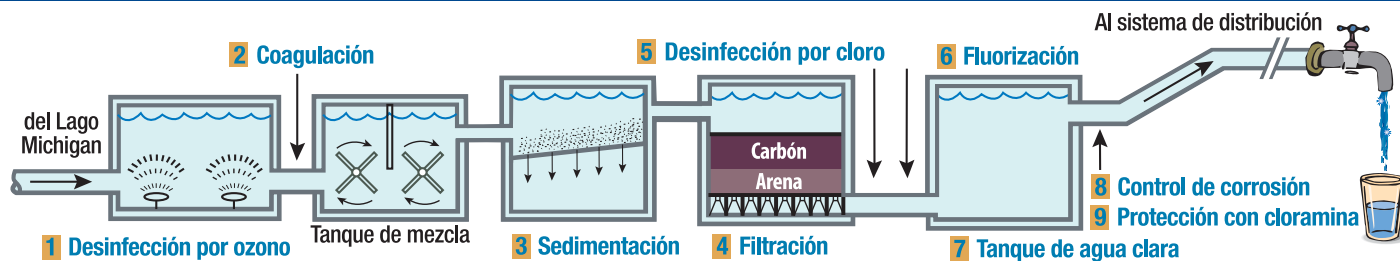 del Lago
Michigan
1 Desinfección por ozono
2 Coagulación
Tanque de mezcla
3 Sedimentación
Carbón
Arena
4 Filtración
5 Desinfección por cloro
6 Fluorización
7 Tanque de agua clara
8 Control de corrosión
9 Protección con cloramina
Al sistema de distribución